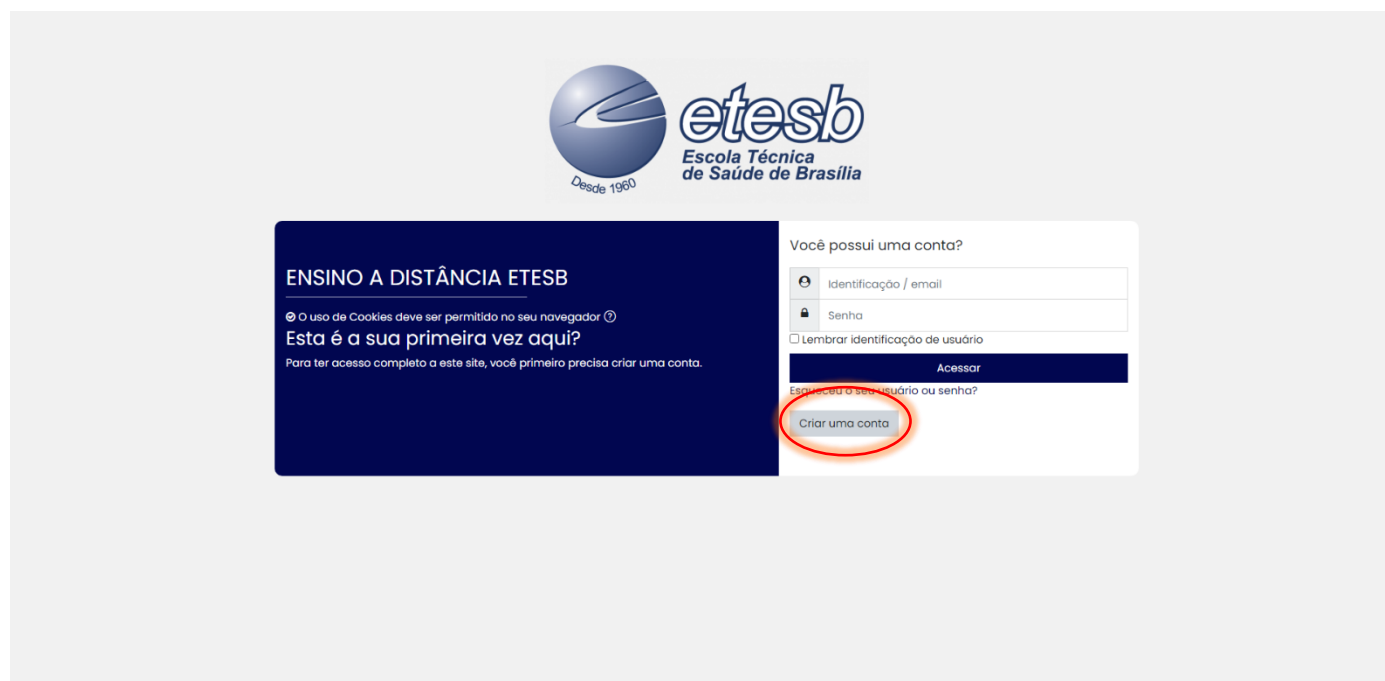 etesb
Escola Técnica
de Saúde de Brasília
Desde 1960
ENSINO A DISTÂNCIA ETESB
O uso de Cookies deve ser permitido no seu navegador ?
Esta é a sua primeira vez aqui?
Para ter acesso completo a este site, você primeiro precisa criar uma conta.
Você possui uma conta?
Identificação / email
Senha
Lembrar identificação de usuário
Acessar
Esqueceu o seu usuário ou senha?
Criar uma conta